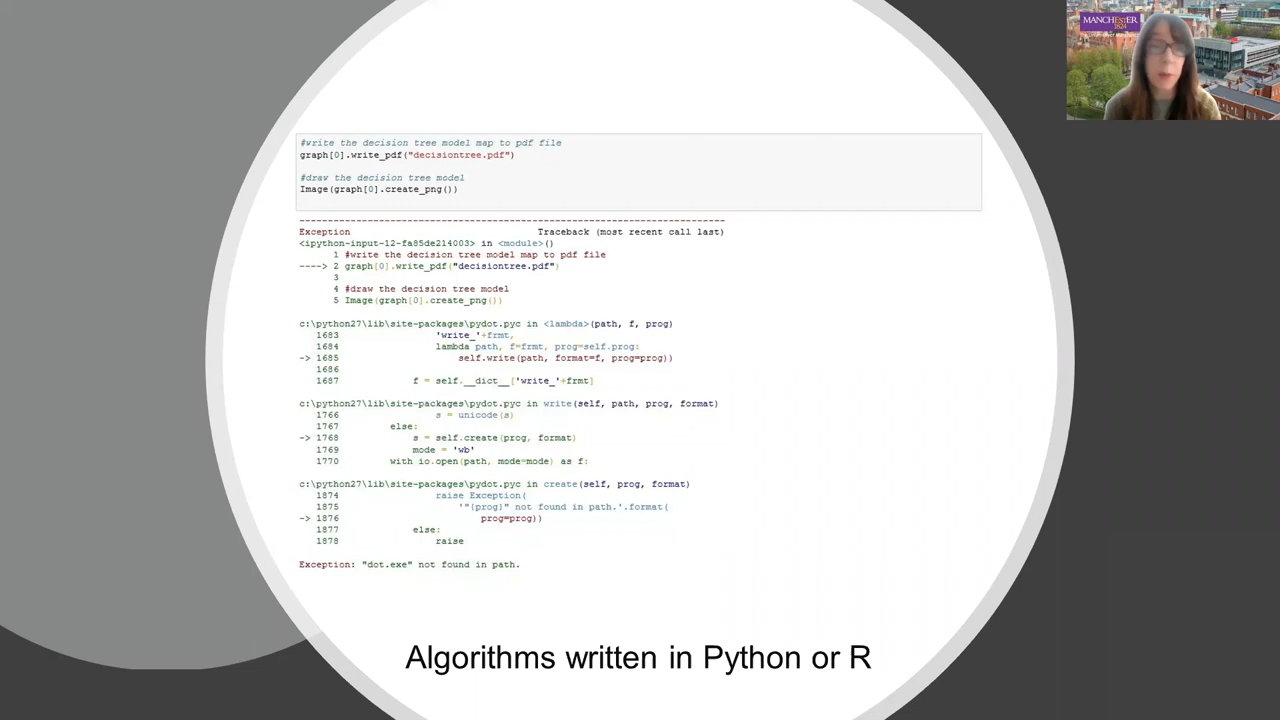 MANCHESTER
1824
#write the decision tree model map to pdf file
graph[0].write_pdf("decisiontree.pdf")
#draw the decision tree model
Image(graph[0].create_png())
---------------------------------------------------------------------------
Exception Traceback (most recent call last)
<ipython-input-12-fa85de214003> in <module>()
1 #write the decision tree model map to pdf file
----> 2 graph[0].write_pdf("decisiontree.pdf")
3
4 #draw the decision tree model
5 Image(graph[0].create_png())
c:\python27\lib\site-packages\pydot.pyc in <lambda>(path, f, prog)
1683 'write_'+frmt,
1684 lambda path, f=frmt, prog=self.prog:
-> 1685 self.write(path, format=f, prog=prog))
1686
1687 f = self.__dict__['write_'+frmt]
c:\python27\lib\site-packages\pydot.pyc in write(self, path, prog, format)
1766 s = unicode(s)
1767 else:
-> 1768 s = self.create(prog, format)
1769 mode = 'wb'
1770 with io.open(path, mode=mode) as f:
c:\python27\lib\site-packages\pydot.pyc in create(self, prog, format)
1874 raise Exception(
1875 '"{prog}" not found in path.'.format(
-> 1876 prog=prog))
1877 else:
1878 raise
Exception: "dot.exe" not found in path.
Algorithms written in Python or R